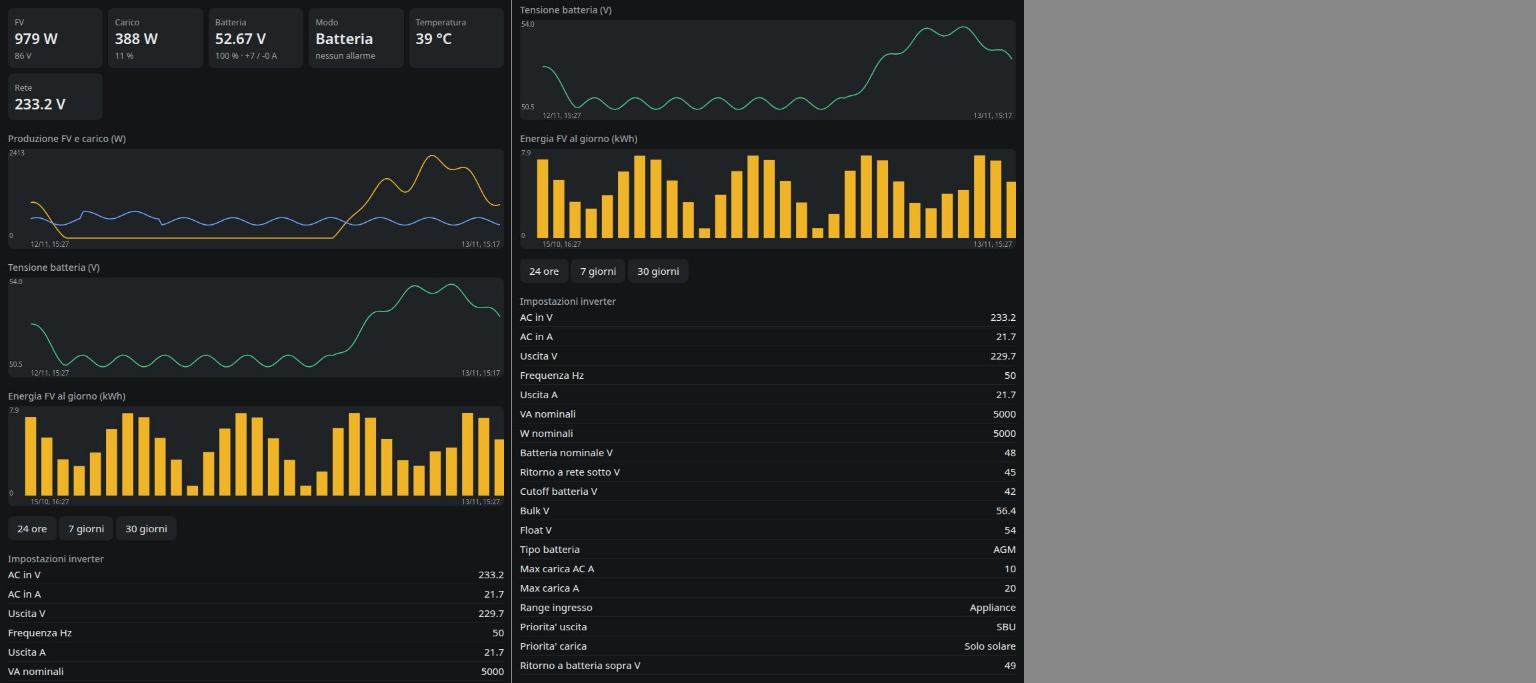 FV
979 W
86 V
Carico
388 W
11 %
Batteria
52.67 V
100 % · +7 / -0 A
Modo
Batteria
nessun allarme
Temperatura
39 °C
Rete
233.2 V
Produzione FV e carico (W)
2413
0
12/11, 15:27 13/11, 15:17
Tensione batteria (V)
54.0
50.5
12/11, 15:27 13/11, 15:17
Energia FV al giorno (kWh)
7.9
0
15/10, 16:27 13/11, 15:27
24 ore 7 giorni 30 giorni
Impostazioni inverter
AC in V 233.2
AC in A 21.7
Uscita V 229.7
Frequenza Hz 50
Uscita A 21.7
VA nominali 5000
Tensione batteria (V)
54.0
50.5
12/11, 15:27 13/11, 15:17
Energia FV al giorno (kWh)
7.9
0
15/10, 16:27 13/11, 15:27
24 ore 7 giorni 30 giorni
Impostazioni inverter
AC in V 233.2
AC in A 21.7
Uscita V 229.7
Frequenza Hz 50
Uscita A 21.7
VA nominali 5000
W nominali 5000
Batteria nominale V 48
Ritorno a rete sotto V 45
Cutoff batteria V 42
Bulk V 56.4
Float V 54
Tipo batteria AGM
Max carica AC A 10
Max carica A 20
Range ingresso Appliance
Priorita' uscita SBU
Priorita' carica Solo solare
Ritorno a batteria sopra V 49